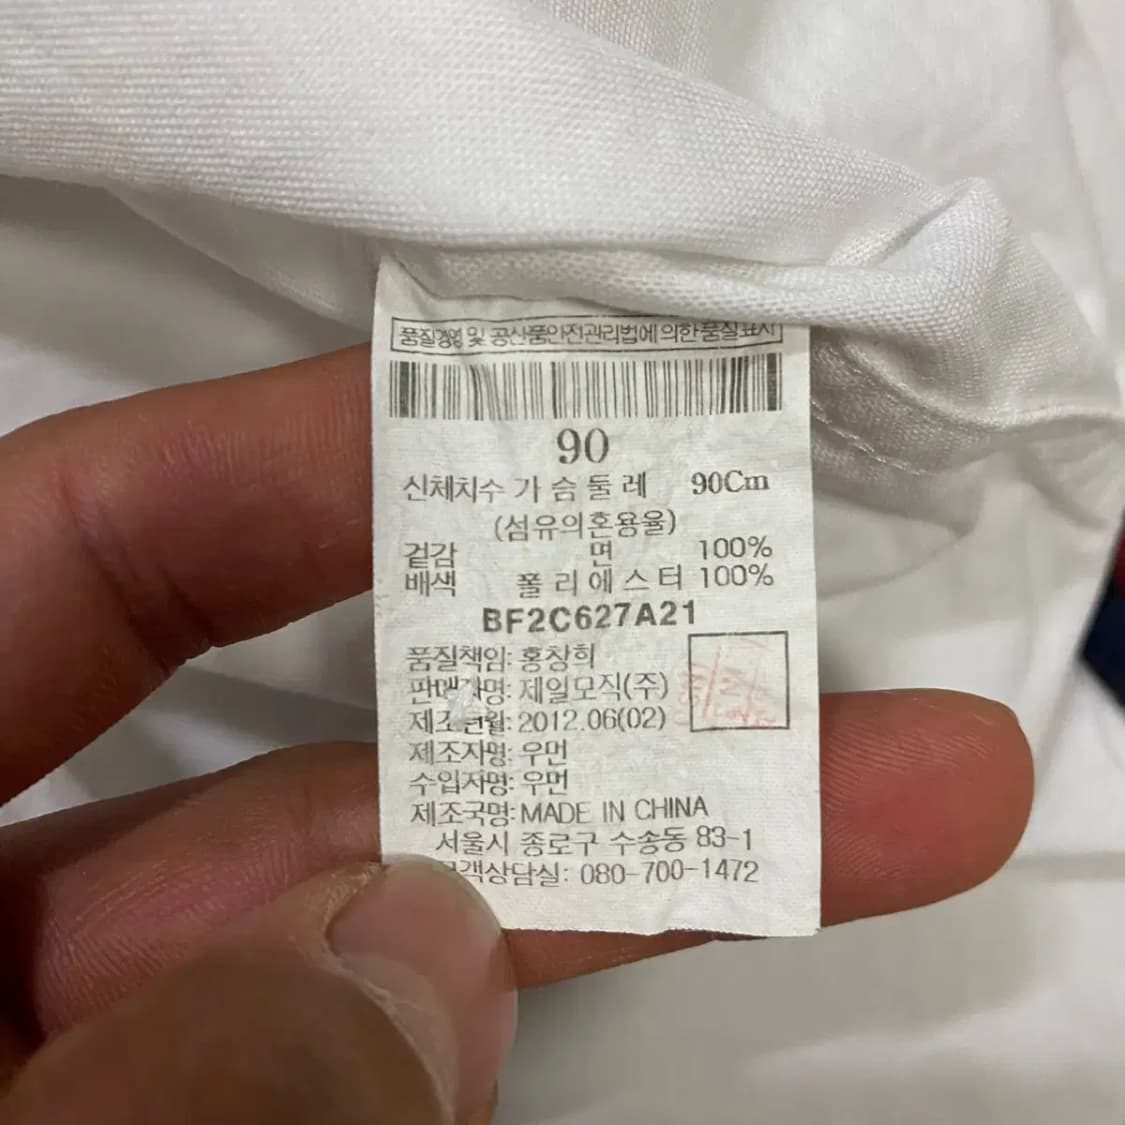 품질경영 및 공산품안전관리법에 의한 품질표시
90
신체치수 가슴둘레 90Cm
(섬유의혼용율)
겉감 면 100%
배색 폴리에스터 100%
BF2C627A21
품질책임: 홍창희
판매자명: 제일모직(주)
제조년월: 2012.06(02)
제조자명: 우먼
수입자명: 우먼
제조국명: MADE IN CHINA
서울시 종로구 수송동 83-1
고객상담실: 080-700-1472